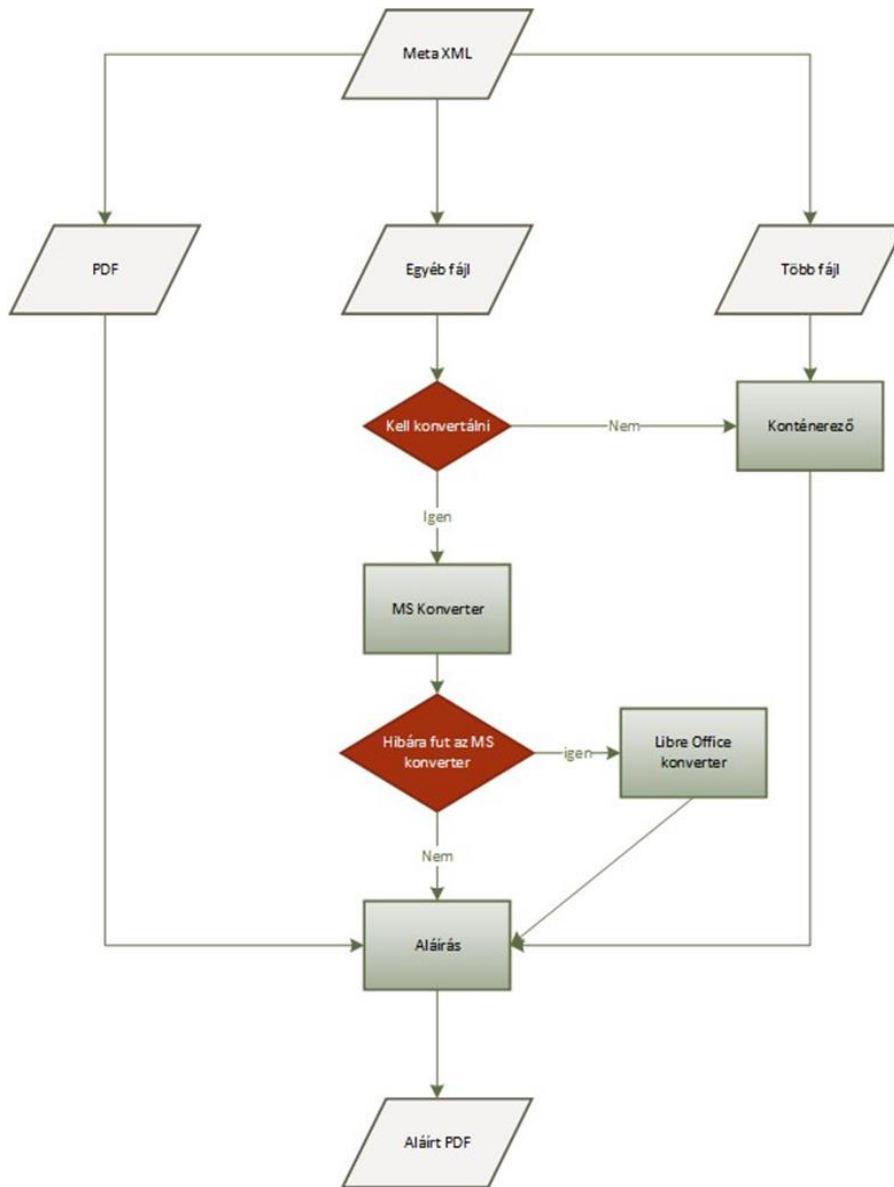 Meta XML
PDF
Egyéb fájl
Több fájl
Kell konvertálni
Nem
Konténerező
Igen
MS Konverter
Hibára fut az MS
konverter
igen
Libre Office
konverter
Nem
Aláírás
Aláírt PDF